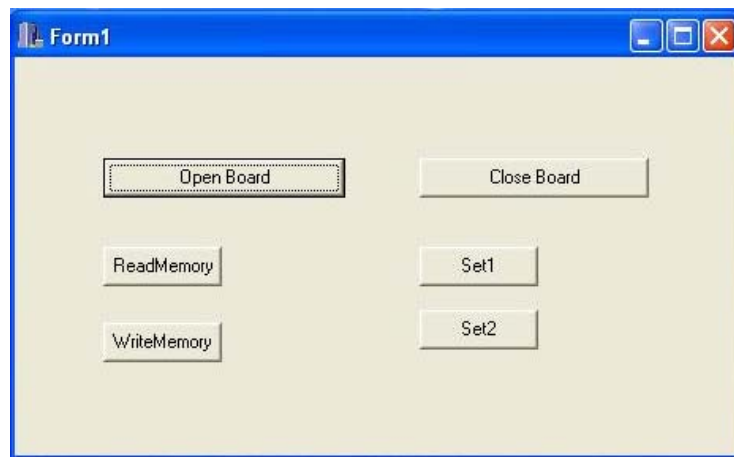 Form1
Open Board
Close Board
ReadMemory
Set1
Set2
WriteMemory